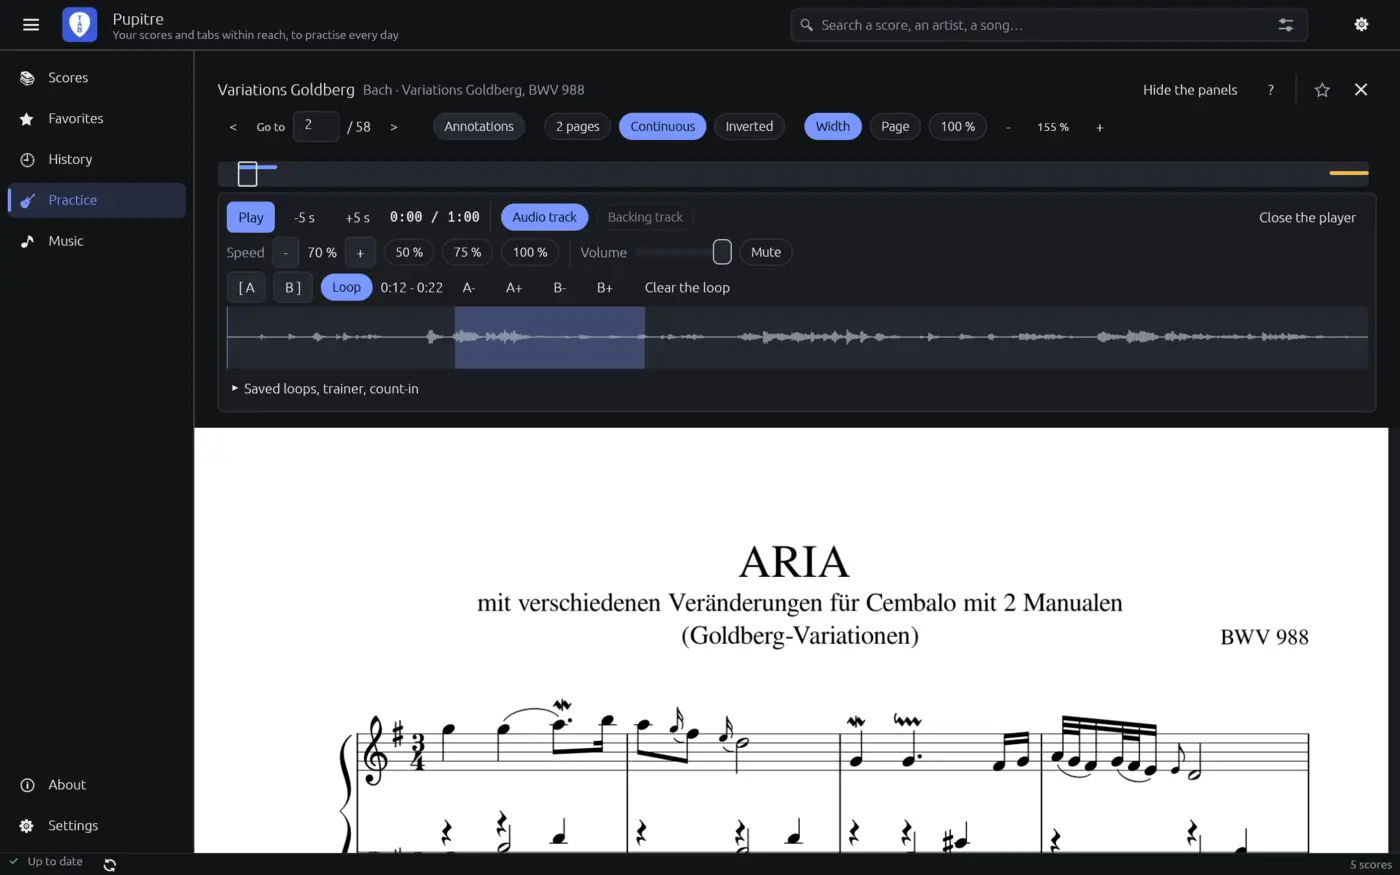 Pupitre
Your scores and tabs within reach, to practise every day
Search a score, an artist, a song…
Scores
Favorites
History
Practice
Music
About
Settings
Up to date
Variations Goldberg Bach · Variations Goldberg, BWV 988
Hide the panels ?
< Go to 2 / 58 > Annotations 2 pages Continuous Inverted Width Page 100 % - 155 % +
Play -5 s +5 s 0:00 / 1:00 Audio track Backing track Close the player
Speed - 70 % + 50 % 75 % 100 % Volume Mute
[ A B ] Loop 0:12 - 0:22 A- A+ B- B+ Clear the loop
Saved loops, trainer, count-in
ARIA
mit verschiedenen Veränderungen für Cembalo mit 2 Manualen
(Goldberg-Variationen)
BWV 988
3
4
5 scores
TAB